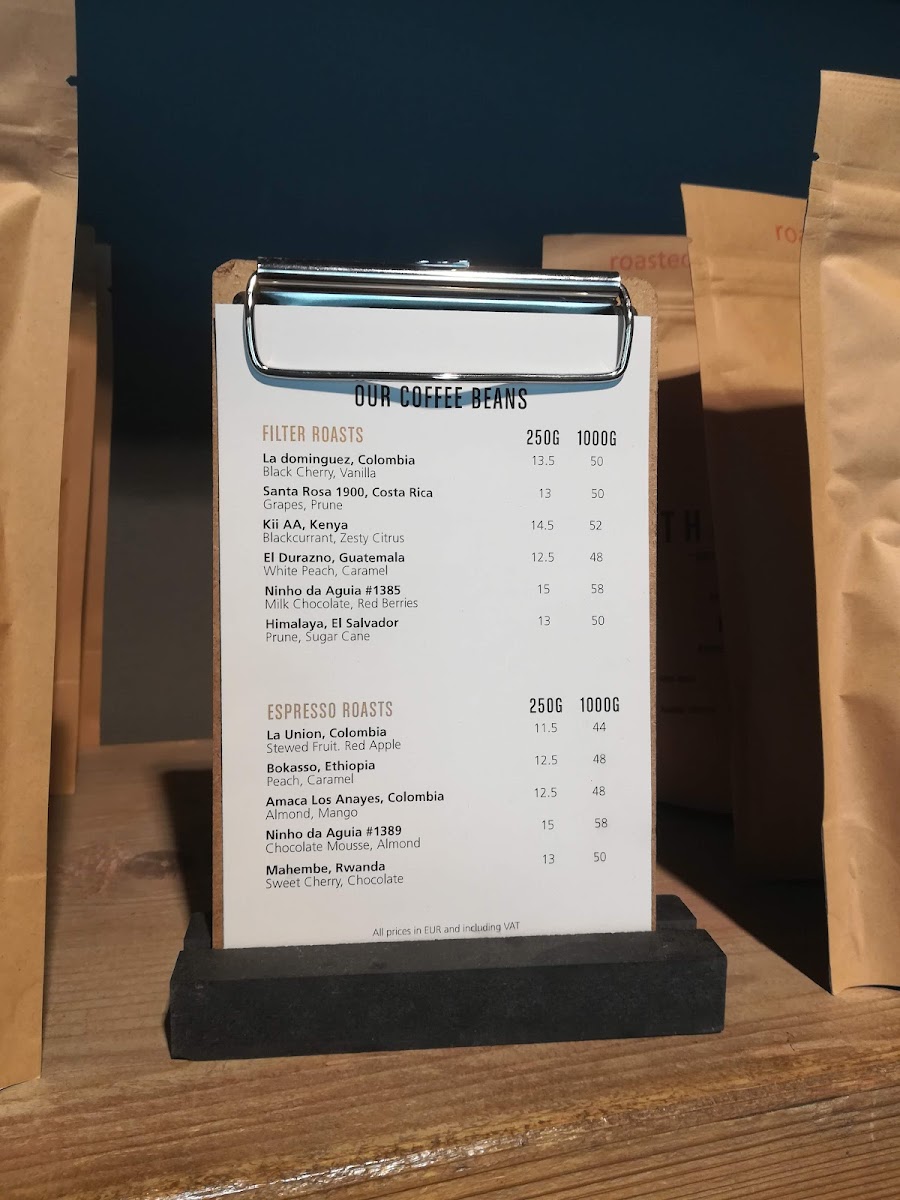 roasted
OUR COFFEE BEANS
FILTER ROASTS 250G 1000G
La dominguez, Colombia 13.5 50
Black Cherry, Vanilla
Santa Rosa 1900, Costa Rica 13 50
Grapes, Prune
Kii AA, Kenya 14.5 52
Blackcurrant, Zesty Citrus
El Durazno, Guatemala 12.5 48
White Peach, Caramel
Ninho da Aguia #1385 15 58
Milk Chocolate, Red Berries
Himalaya, El Salvador 13 50
Prune, Sugar Cane
ESPRESSO ROASTS 250G 1000G
La Union, Colombia 11.5 44
Stewed Fruit. Red Apple
Bokasso, Ethiopia 12.5 48
Peach, Caramel
Amaca Los Anayes, Colombia 12.5 48
Almond, Mango
Ninho da Aguia #1389 15 58
Chocolate Mousse, Almond
Mahembe, Rwanda 13 50
Sweet Cherry, Chocolate
All prices in EUR and including VAT